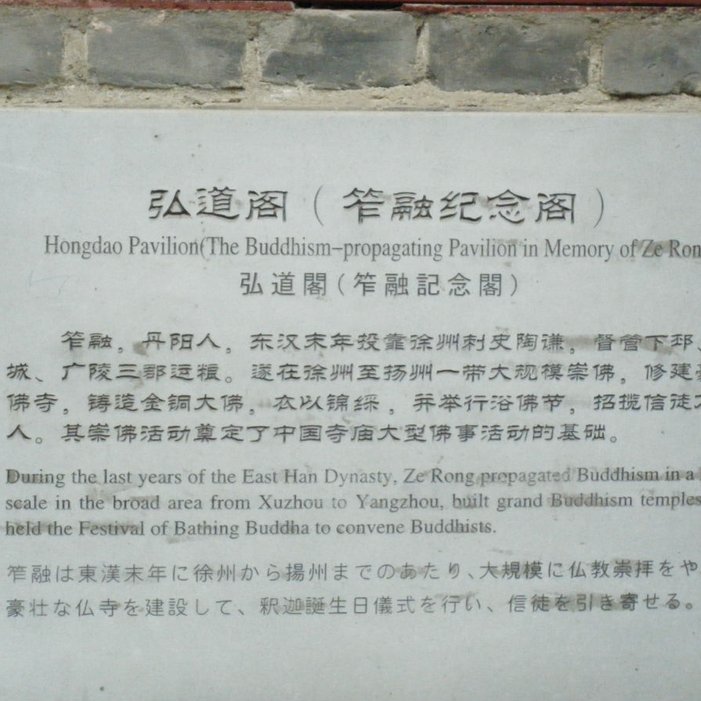 弘道阁（笮融纪念阁）
Hongdao Pavilion(The Buddhism-propagating Pavilion in Memory of Ze Rong
弘道閣(笮融記念閣)
笮融，丹阳人，东汉末年投靠徐州刺史陶谦，督管下邳、
城、广陵三郡运粮。遂在徐州至扬州一带大规模崇佛，修建
佛寺，铸造金铜大佛，衣以锦綵，并举行浴佛节，招揽信徒
人。其崇佛活动奠定了中国寺庙大型佛事活动的基础。
During the last years of the East Han Dynasty, Ze Rong propagated Buddhism in a
scale in the broad area from Xuzhou to Yangzhou, built grand Buddhism temples
held the Festival of Bathing Buddha to convene Buddhists.
笮融は東漢末年に徐州から揚州までのあたり、大規模に仏教崇拝をや
豪壮な仏寺を建設して、釈迦誕生日儀式を行い、信徒を引き寄せる。